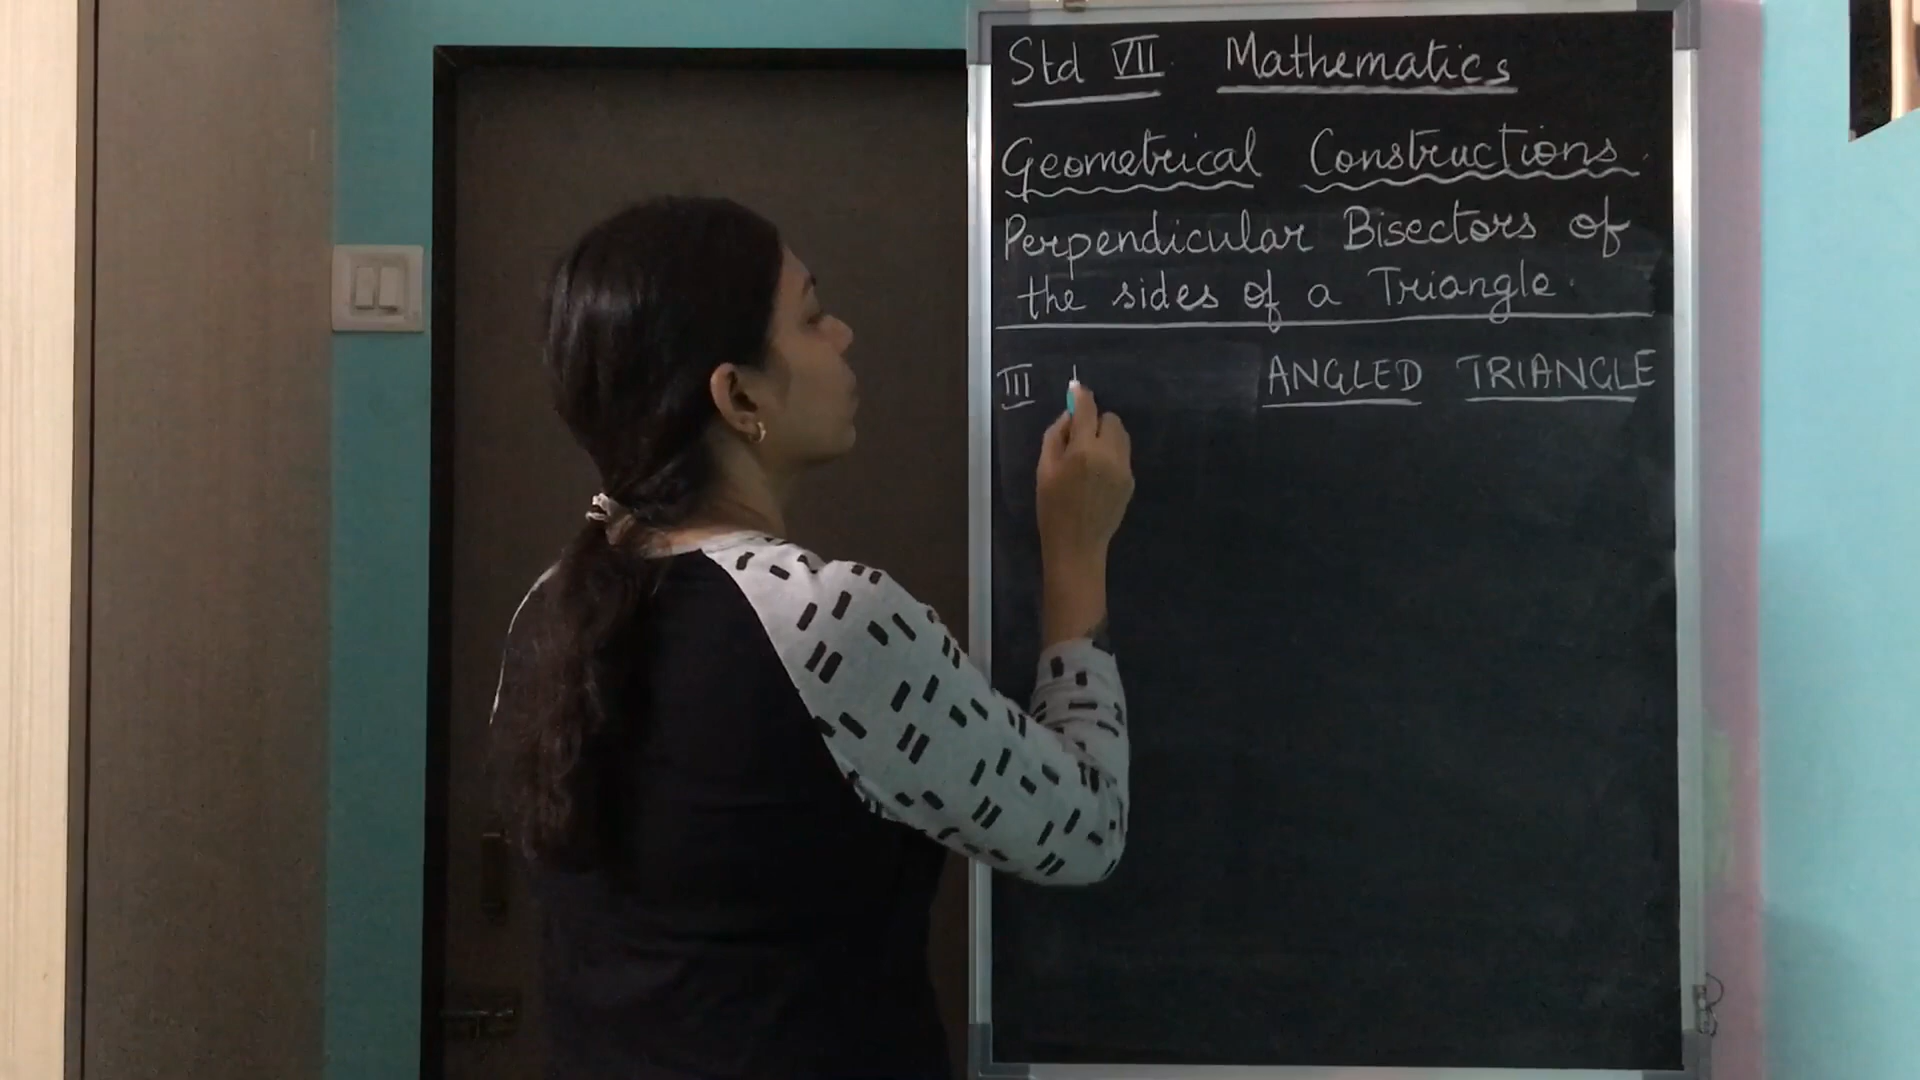 Std VII Mathematics
Geometrical Constructions.
Perpendicular Bisectors of
the sides of a Triangle.
III ANGLED TRIANGLE